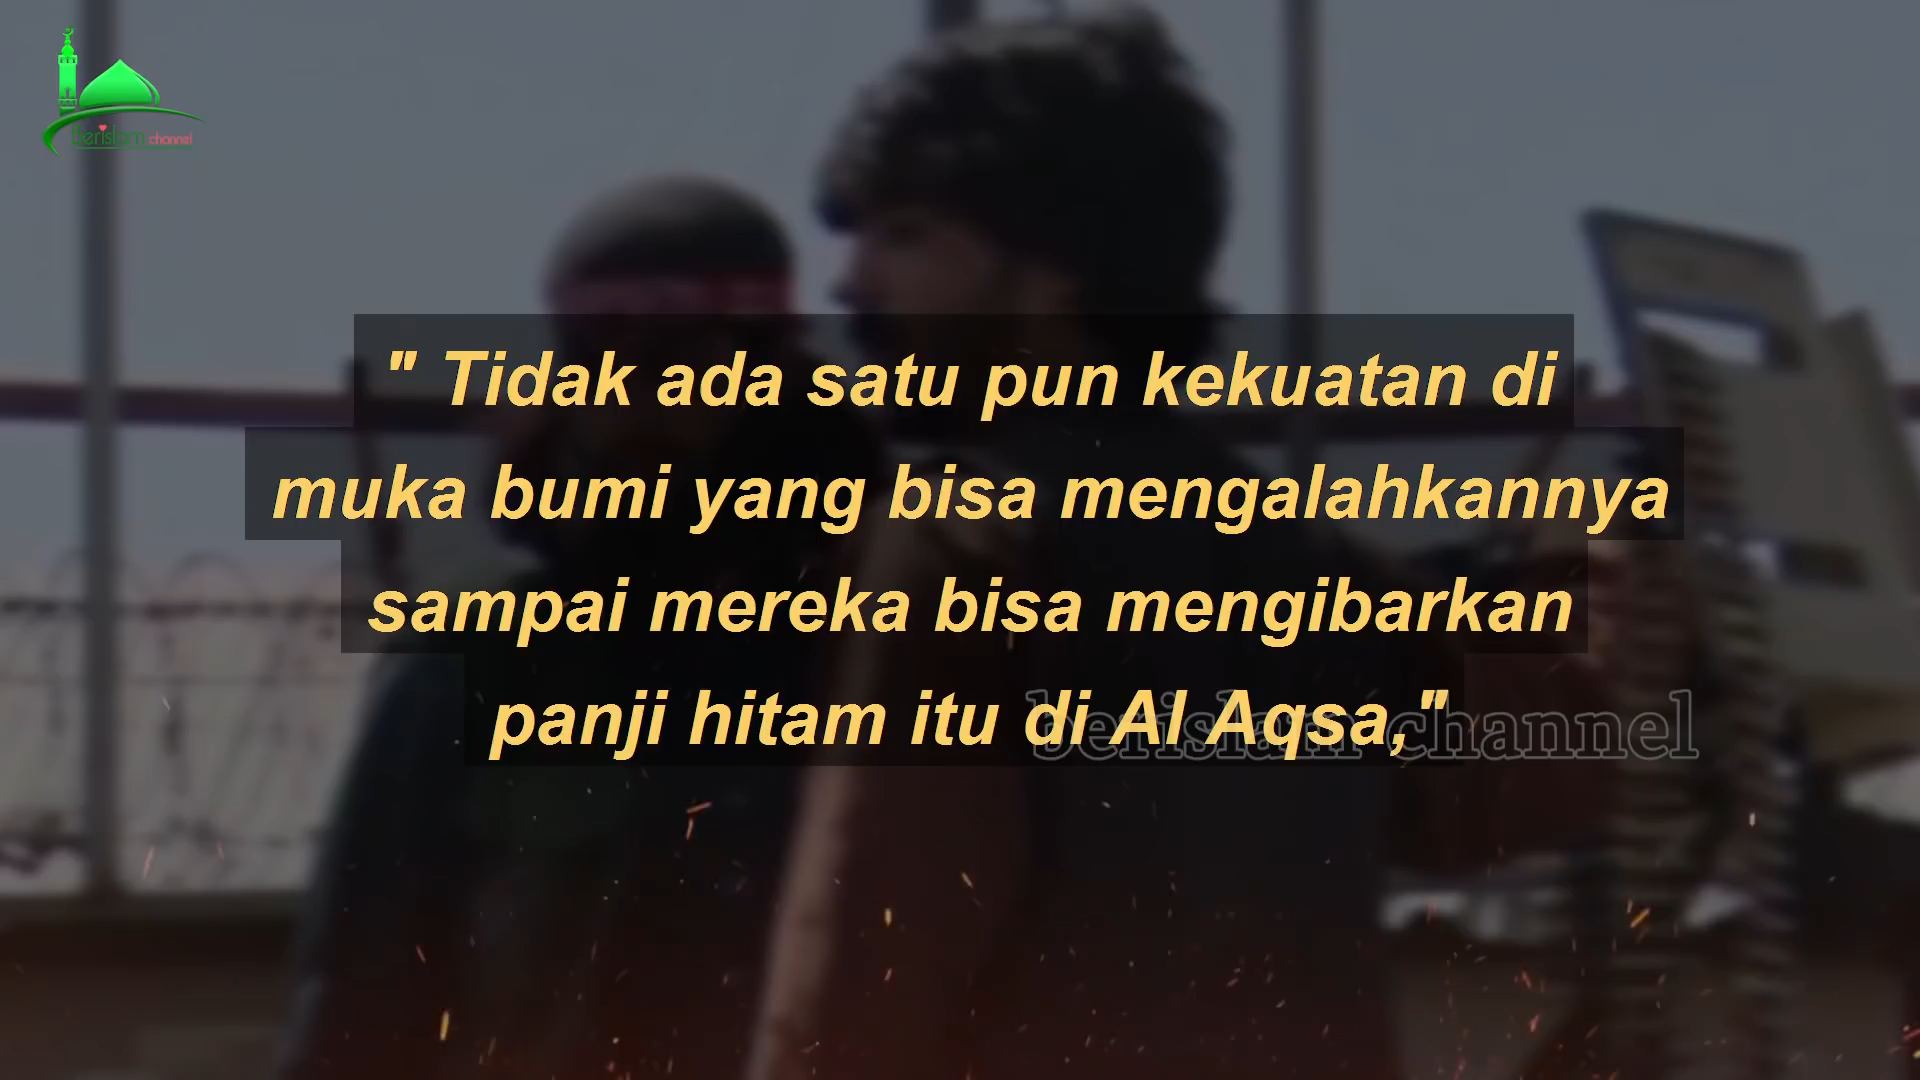 Berislam channel
" Tidak ada satu pun kekuatan di
muka bumi yang bisa mengalahkannya
sampai mereka bisa mengibarkan
panji hitam itu di Al Aqsa,"
berislam channel